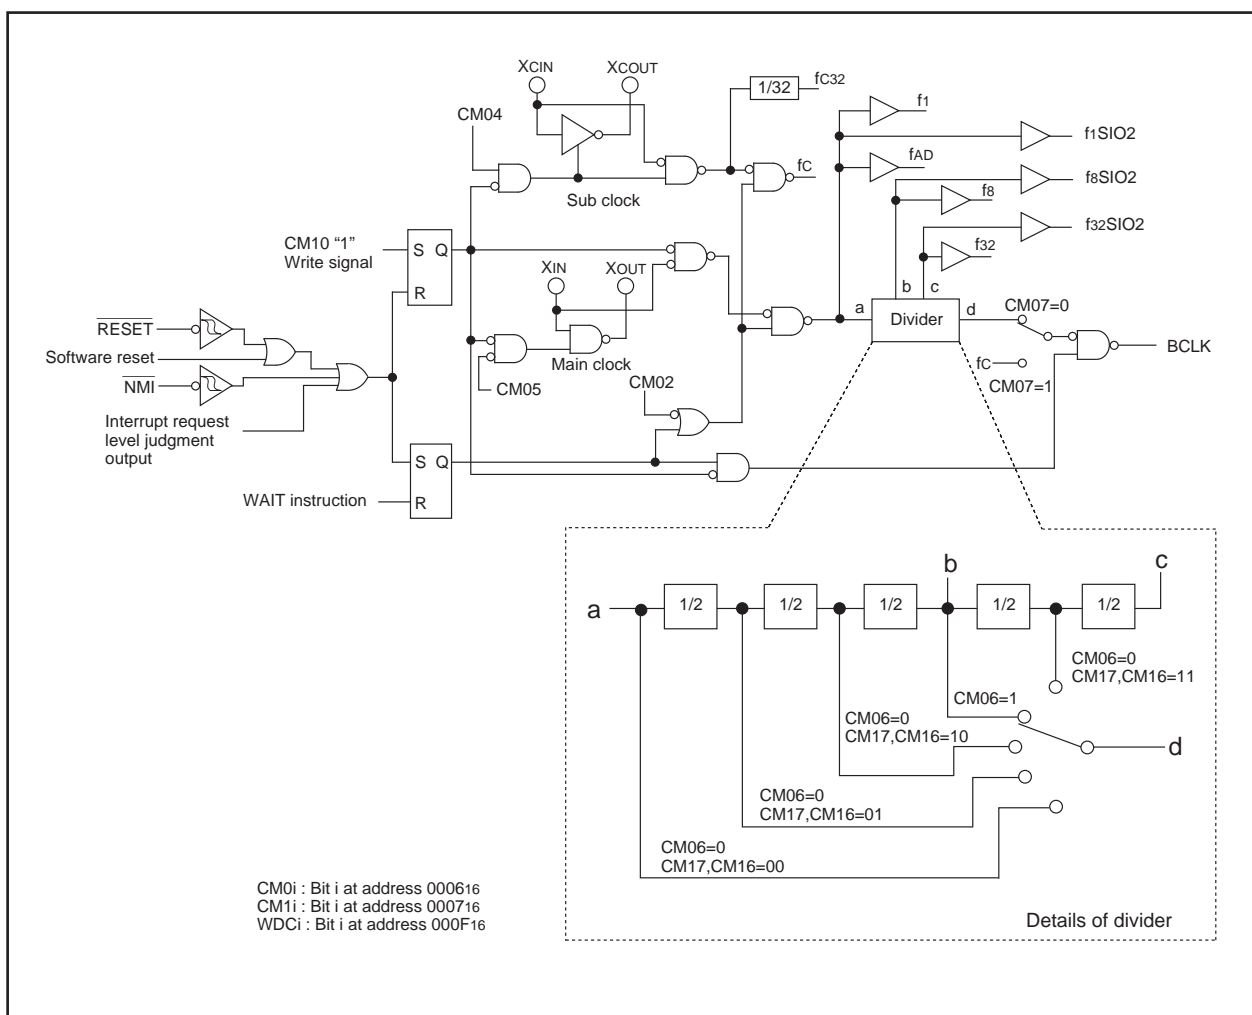 XCIN
XCOUT
1/32
fC32
f1
CM04
f1SIO2
fAD
fC
f8SIO2
Sub clock
f8
f32SIO2
CM10 “1”
Write signal
S Q
R
XIN
XOUT
f32
b
c
RESET
a
Divider
d
CM07=0
Software reset
Main clock
fC
CM07=1
BCLK
NMI
CM05
CM02
Interrupt request
level judgment
output
S Q
R
WAIT instruction
a
1/2
1/2
1/2
b
1/2
1/2
c
CM06=0
CM17,CM16=11
CM06=1
CM06=0
CM17,CM16=10
d
CM06=0
CM17,CM16=01
CM06=0
CM17,CM16=00
CM0i : Bit i at address 000616
CM1i : Bit i at address 000716
WDCi : Bit i at address 000F16
Details of divider